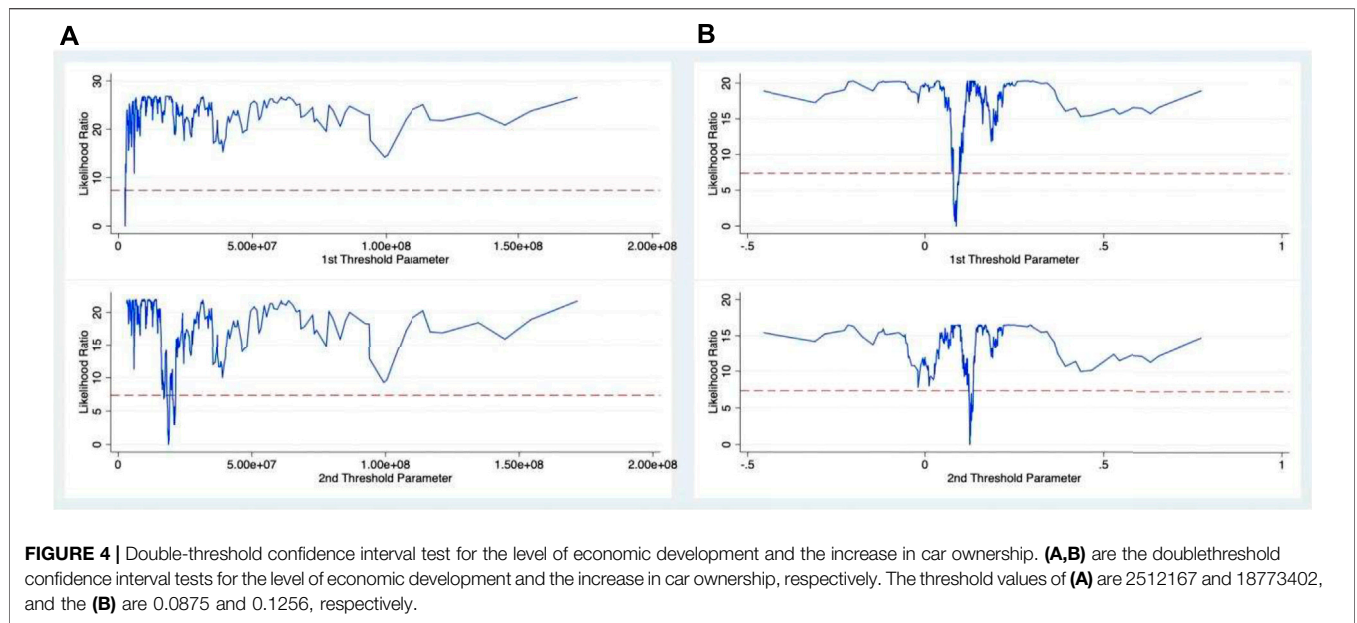 A
B
Likelihood Ratio
30
20
10
0
0
5.00e+07
1.00e+08
1.50e+08
2.00e+08
1st Threshold Parameter
Likelihood Ratio
20
15
10
5
0
-.5
0
.5
1
1st Threshold Parameter
Likelihood Ratio
20
15
10
5
0
0
5.00e+07
1.00e+08
1.50e+08
2.00e+08
2nd Threshold Parameter
Likelihood Ratio
20
15
10
5
0
-.5
0
.5
1
2nd Threshold Parameter
FIGURE 4 | Double-threshold confidence interval test for the level of economic development and the increase in car ownership. (A,B) are the doublethreshold
confidence interval tests for the level of economic development and the increase in car ownership, respectively. The threshold values of (A) are 2512167 and 18773402,
and the (B) are 0.0875 and 0.1256, respectively.